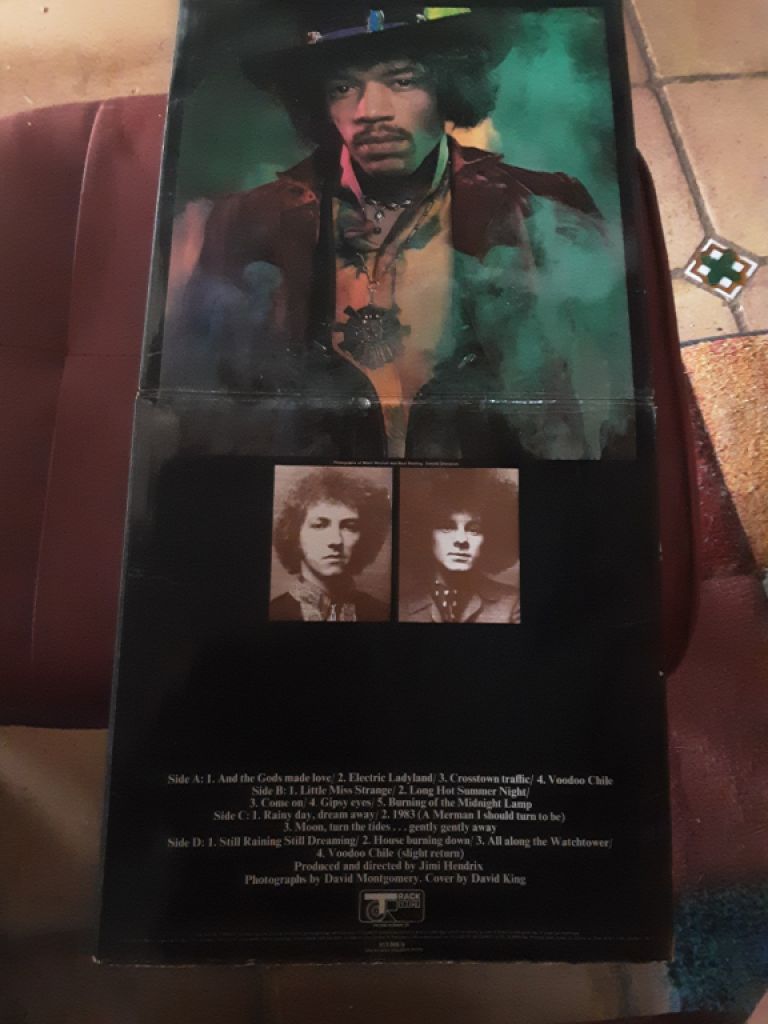 Side A: 1. And the Gods made love/ 2. Electric Ladyland/ 3. Crosstown traffic/ 4. Voodoo Chile
Side B: 1. Little Miss Strange/ 2. Long Hot Summer Night/
3. Come on/ 4. Gipsy eyes/ 5. Burning of the Midnight Lamp
Side C: 1. Rainy day, dream away/ 2. 1983 (A Merman I should turn to be)
3. Moon, turn the tides . . . gently gently away
Side D: 1. Still Raining Still Dreaming/ 2. House burning down/ 3. All along the Watchtower/
4. Voodoo Chile (slight return)
Produced and directed by Jimi Hendrix
Photographs by David Montgomery. Cover by David King
TRACK